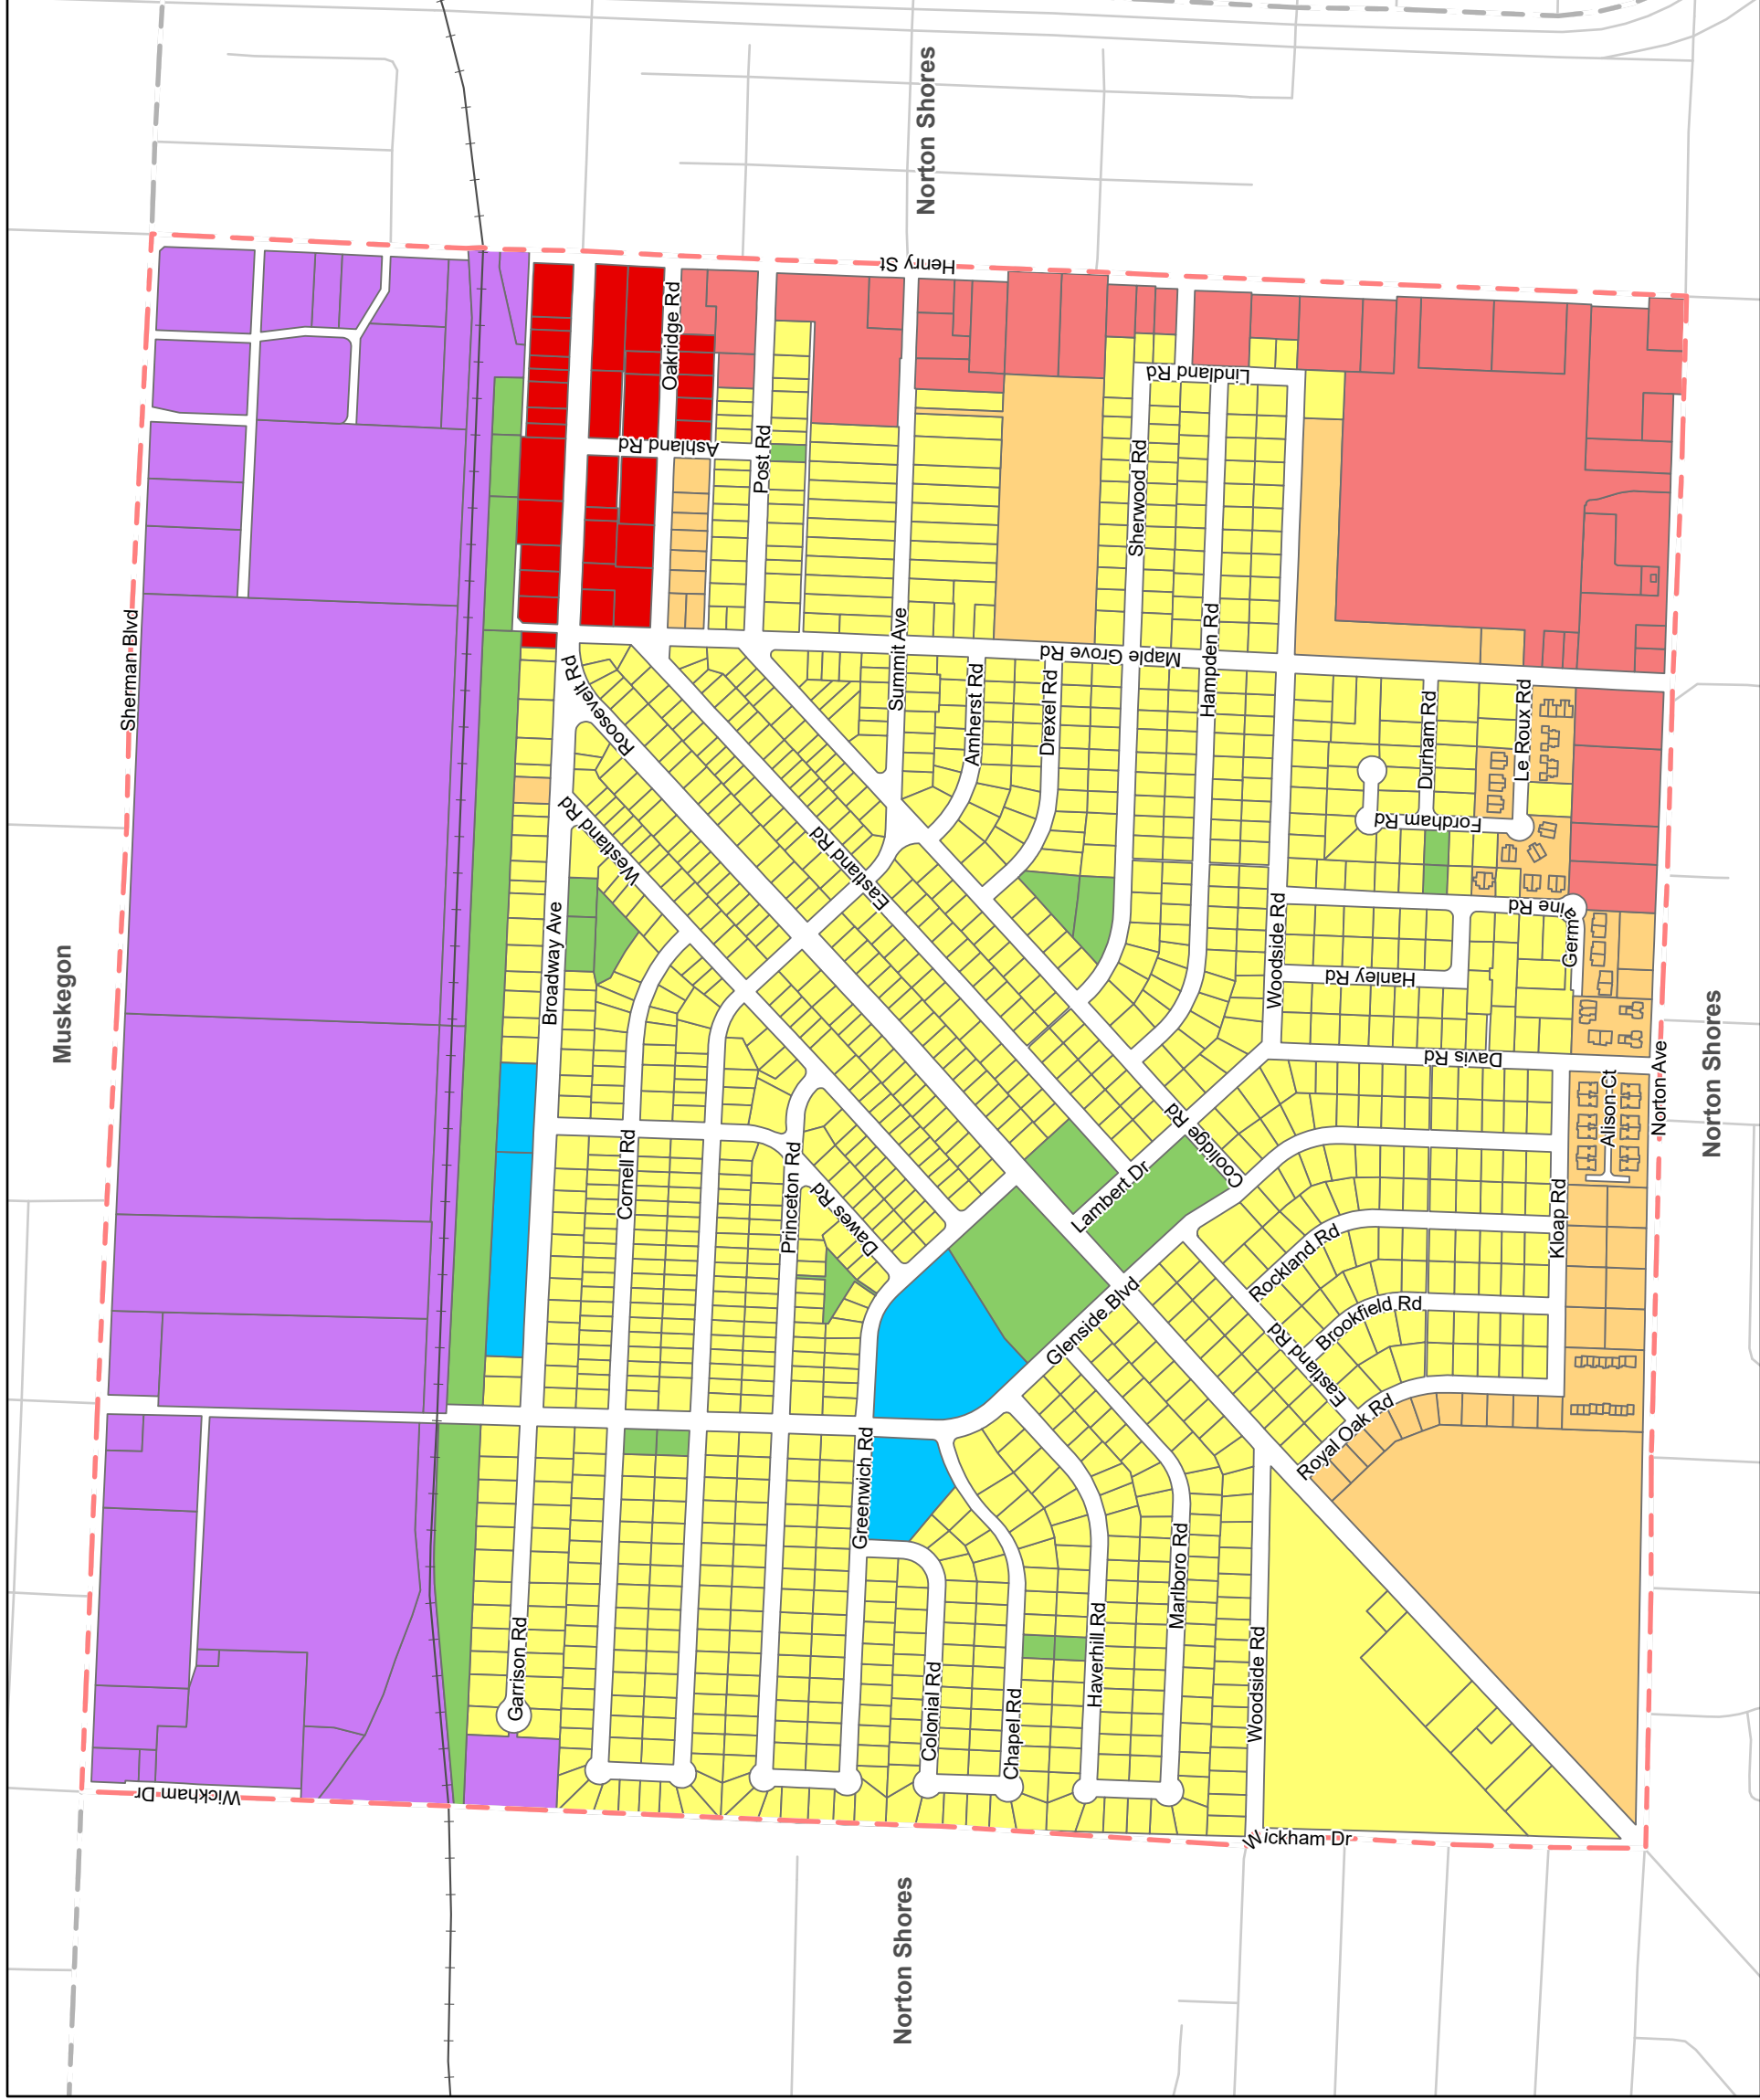 Norton Shores
Henry St
Oakridge Rd
Ashland Rd
Post Rd
Lindland Rd
Sherwood Rd
Summit Ave
Maple Grove Rd
Hampden Rd
Sherman Blvd
Roosevelt Rd
Amherst Rd
Drexel Rd
Durham Rd
Le Roux Rd
Fordham Rd
Westland Rd
Eastland Rd
Muskegon
Broadway Ave
Woodside Rd
Germaine Rd
Hanley Rd
Norton Shores
Davis Rd
Norton Ave
Alison Ct
Coolidge Rd
Cornell Rd
Princeton Rd
Dawes Rd
Lambert Dr
Kloap Rd
Rockland Rd
Brookfield Rd
Glenside Blvd
Eastland Rd
Royal Oak Rd
Greenwich Rd
Marlboro Rd
Haverhill Rd
Garrison Rd
Colonial Rd
Chapel Rd
Woodside Rd
Wickham Dr
Wickham Dr
Norton Shores